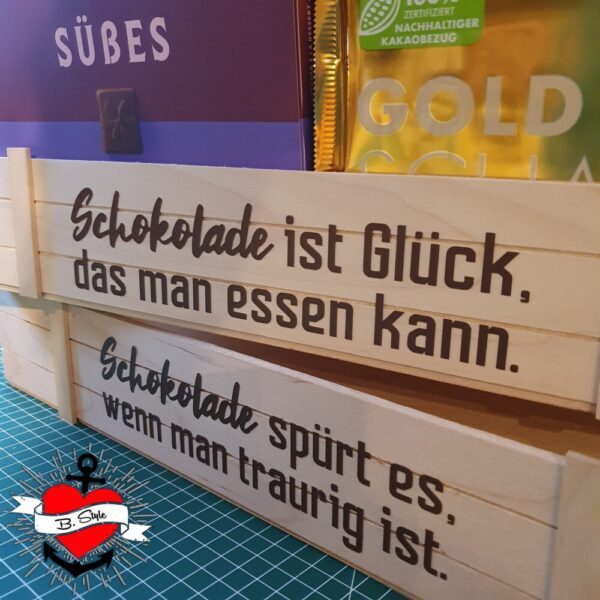 SÜẞES
100%
ZERTIFIZIERT
NACHHALTIGER
KAKAOBEZUG
GOLD
Schokolade ist Glück,
das man essen kann.
Schokolade spürt es,
wenn man traurig ist.
B. Style